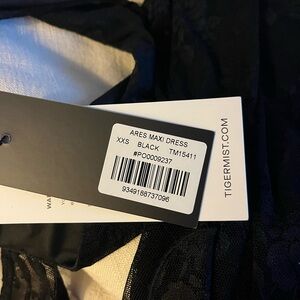 ARES MAXI DRESS
XXS BLACK TM15411
#PO0009237
9349188737096
TIGERMIST.COM